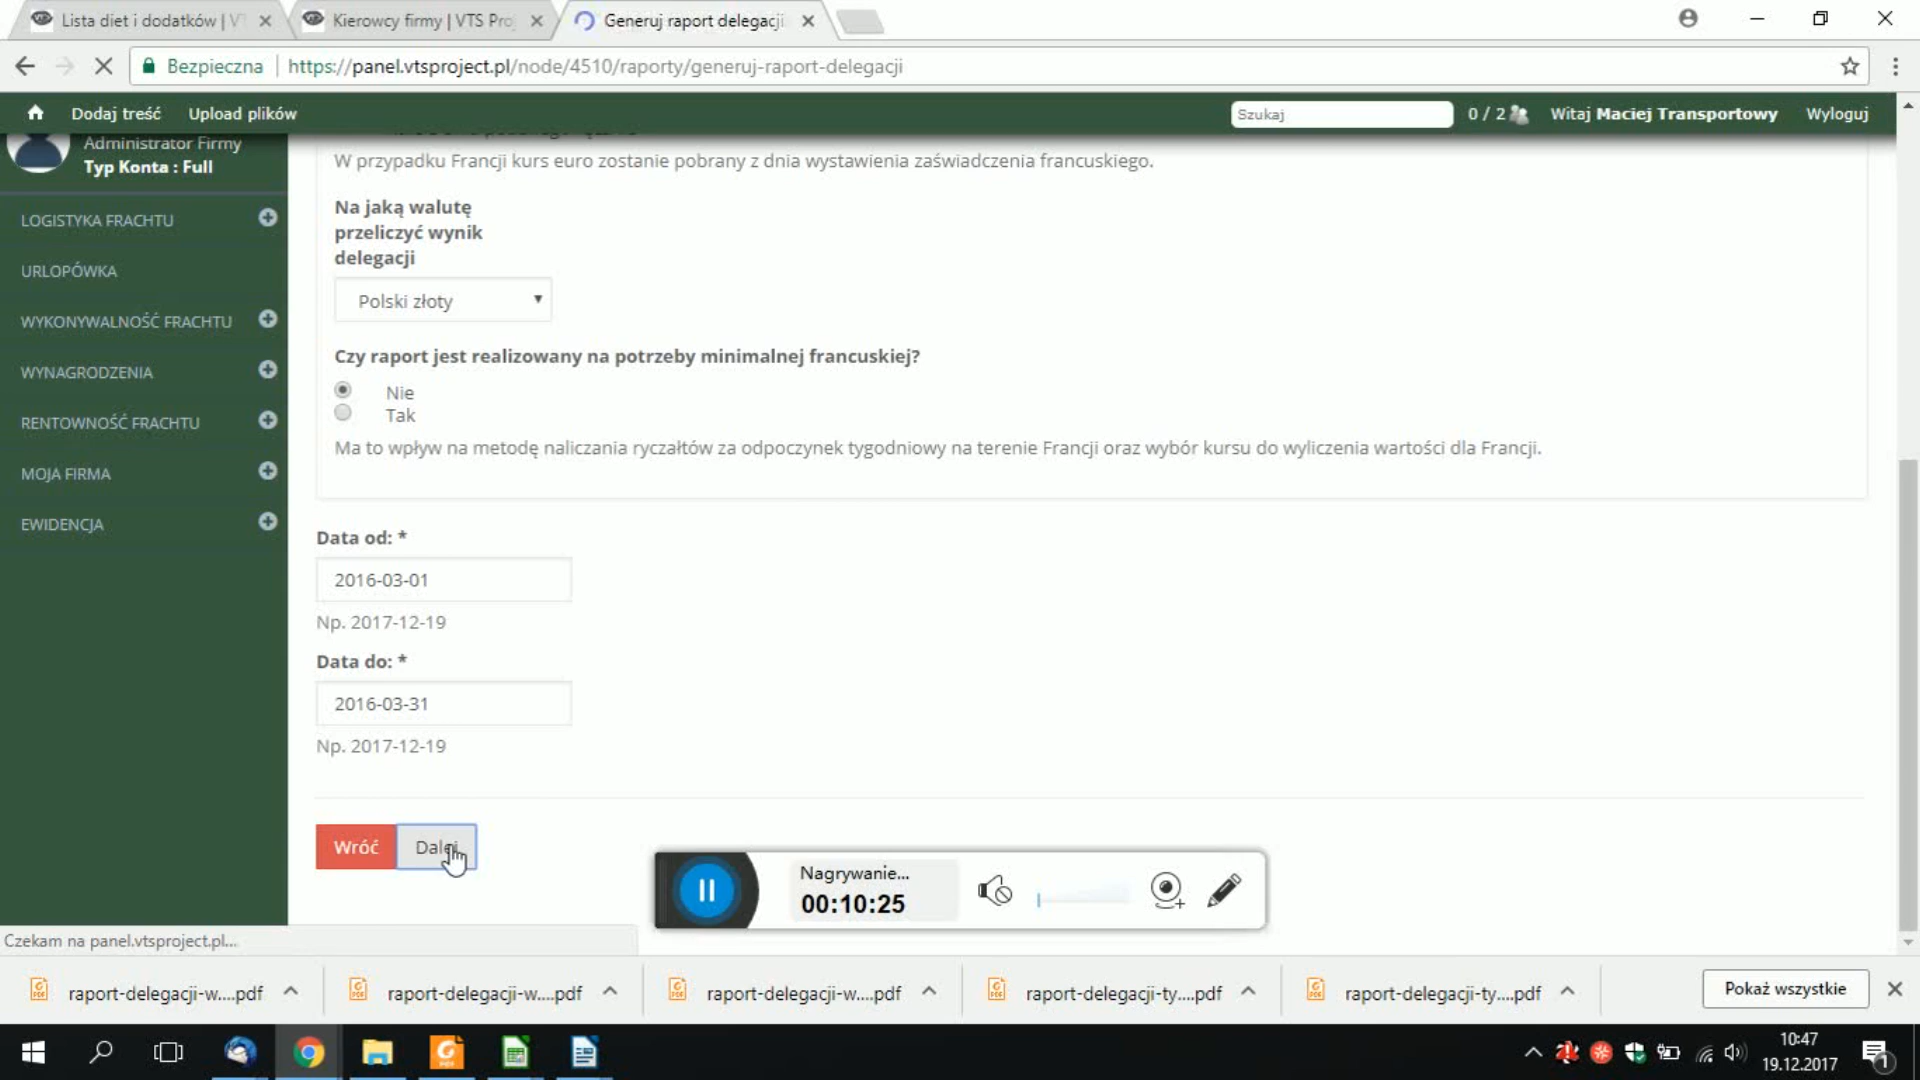 Lista diet i dodatków | V
Kierowcy firmy | VTS Pro
Generuj raport delegacji
Bezpieczna
https://panel.vtsproject.pl/node/4510/raporty/generuj-raport-delegacji
Dodaj treść
Upload plików
Szukaj
0 / 2
Witaj Maciej Transportowy
Wyloguj
Administrator Firmy
Typ Konta : Full
LOGISTYKA FRACHTU
URLOPÓWKA
WYKONYWALNOŚĆ FRACHTU
WYNAGRODZENIA
RENTOWNOŚĆ FRACHTU
MOJA FIRMA
EWIDENCJA
W przypadku Francji kurs euro zostanie pobrany z dnia wystawienia zaświadczenia francuskiego.
Na jaką walutę
przeliczyć wynik
delegacji
Polski złoty
Czy raport jest realizowany na potrzeby minimalnej francuskiej?
Nie
Tak
Ma to wpływ na metodę naliczania ryczałtów za odpoczynek tygodniowy na terenie Francji oraz wybór kursu do wyliczenia wartości dla Francji.
Data od: *
2016-03-01
Np. 2017-12-19
Data do: *
2016-03-31
Np. 2017-12-19
Wróć
Dalej
Nagrywanie...
00:10:25
Czekam na panel.vtsproject.pl...
raport-delegacji-w....pdf
raport-delegacji-w....pdf
raport-delegacji-w....pdf
raport-delegacji-ty....pdf
raport-delegacji-ty....pdf
Pokaż wszystkie
10:47
19.12.2017
1